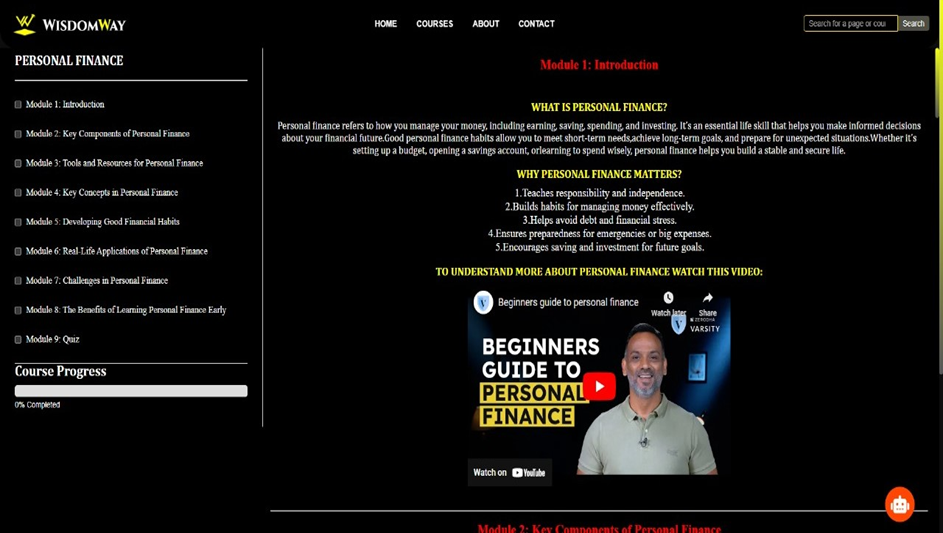 WISDOMWAY
HOME COURSES ABOUT CONTACT
Search for a page or cou Search
PERSONAL FINANCE
Module 1: Introduction
Module 2: Key Components of Personal Finance
Module 3: Tools and Resources for Personal Finance
Module 4: Key Concepts in Personal Finance
Module 5: Developing Good Financial Habits
Module 6: Real-Life Applications of Personal Finance
Module 7: Challenges in Personal Finance
Module 8: The Benefits of Learning Personal Finance Early
Module 9: Quiz
Course Progress
0% Completed
Module 1: Introduction
WHAT IS PERSONAL FINANCE?
Personal finance refers to how you manage your money, including earning, saving, spending, and investing. It's an essential life skill that helps you make informed decisions
about your financial future.Good personal finance habits allow you to meet short-term needs,achieve long-term goals, and prepare for unexpected situations.Whether it's
setting up a budget, opening a savings account, orlearning to spend wisely, personal finance helps you build a stable and secure life.
WHY PERSONAL FINANCE MATTERS?
1.Teaches responsibility and independence.
2.Builds habits for managing money effectively.
3.Helps avoid debt and financial stress.
4.Ensures preparedness for emergencies or big expenses.
5.Encourages saving and investment for future goals.
TO UNDERSTAND MORE ABOUT PERSONAL FINANCE WATCH THIS VIDEO:
Beginners guide to personal finance
Watch later Share
ZERODHA
VARSITY
BEGINNERS
GUIDE TO
PERSONAL
FINANCE
Watch on YouTube
Module 2: Key Components of Personal Finance